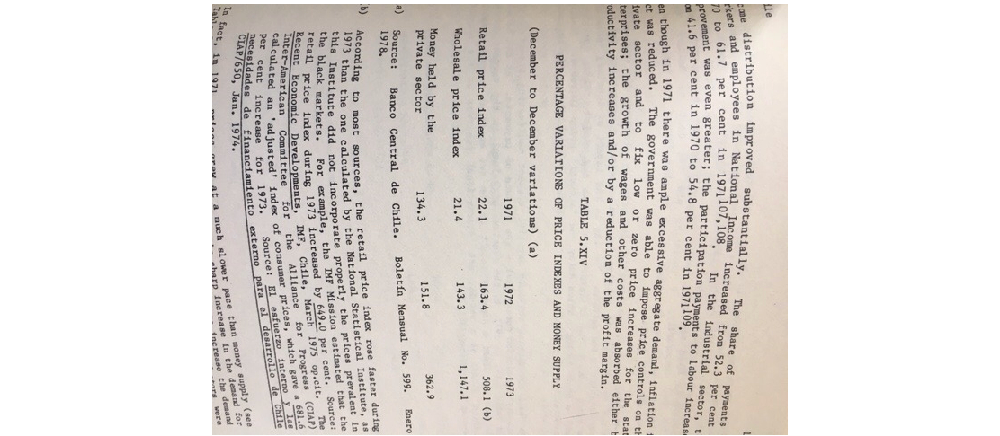 ile
come distribution improved substantially. The share of payments
rkers and employees in National Income increased from 52.3 per cent
70 to 61.7 per cent in 1971 107,108. In the industrial sector, t
provement was even greater; the participation payments to labour increas
om 41.6 per cent in 1970 to 54.8 per cent in 1971 109.
en though in 1971 there was ample excessive aggregate demand, inflation i
ct was reduced. The government was able to impose price controls on th
ivate sector and to fix low or zero price increases for the stat
terprises; the growth of wages and other costs was absorbed either b
oductivity increases and/or by a reduction of the profit margin.
TABLE 5.XIV
PERCENTAGE VARIATIONS OF PRICE INDEXES AND MONEY SUPPLY
(December to December variations) (a)
1971 1972 1973
Retail price index 22.1 163.4 508.1 (b)
Wholesale price index 21.4 143.3 1,147.1
Money held by the
private sector 134.3 151.8 362.9
a) Source: Banco Central de Chile. Boletín Mensual No. 599. Enero
1978.
b) According to most sources, the retail price index rose faster during
1973 than the one calculated by the National Statistical Institute, as
this Institute did not incorporate properly the prices prevalent in
the black markets. For example, the IMF Mission estimated that the
retail price index during 1973 increased by 649.0 per cent. Source:
Recent Economic Developments, IMF, Chile, March 1975 op.cit. The
Inter-American Committee for the Alliance for Progress (CIAP)
calculated an 'adjusted' index of consumer prices, which gave a 681.6
per cent increase for 1973. Source: El esfuerzo interno y las
necesidades de financiamiento externo para el desarrollo de Chile
CIAP/650, Jan. 1974.
In fact, in 1971 prices grew at a much slower pace than money supply (see
sharp increase in the demand for
increase the demand
were